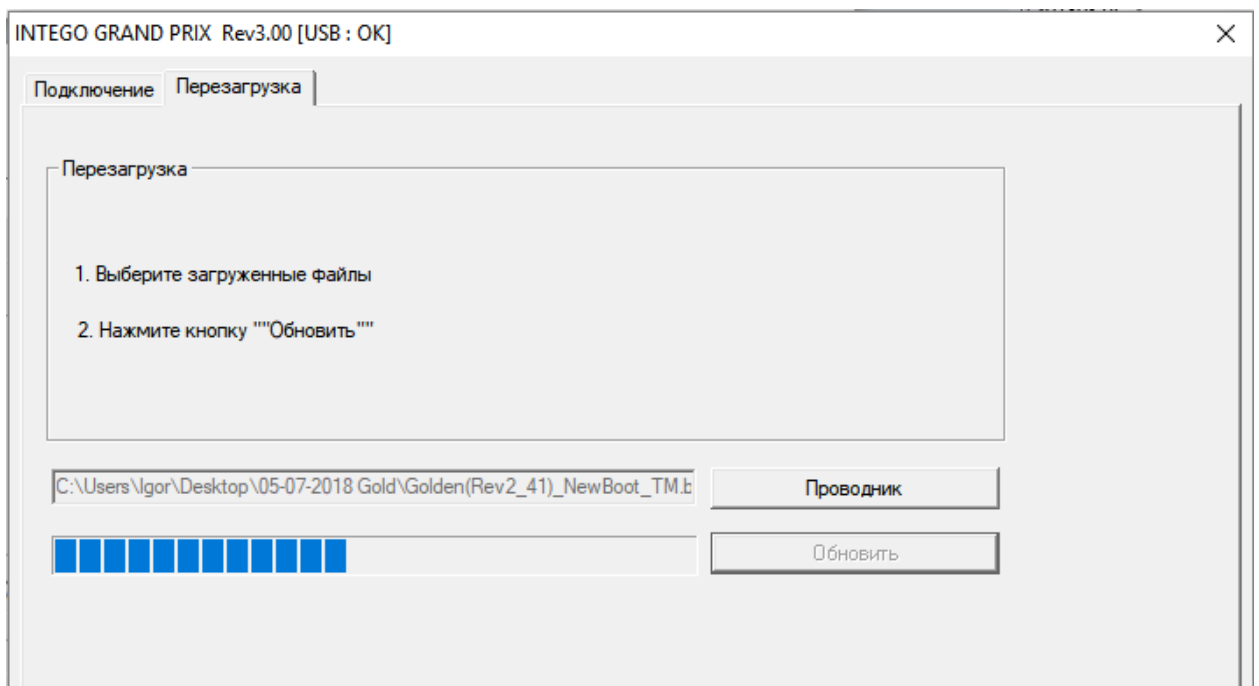 INTEGO GRAND PRIX Rev3.00 [USB : OK]
Подключение Перезагрузка
Перезагрузка
1. Выберите загруженные файлы
2. Нажмите кнопку ""Обновить""
C:\Users\Igor\Desktop\05-07-2018 Gold\Golden(Rev2_41)_NewBoot_TM.b Проводник
Обновить